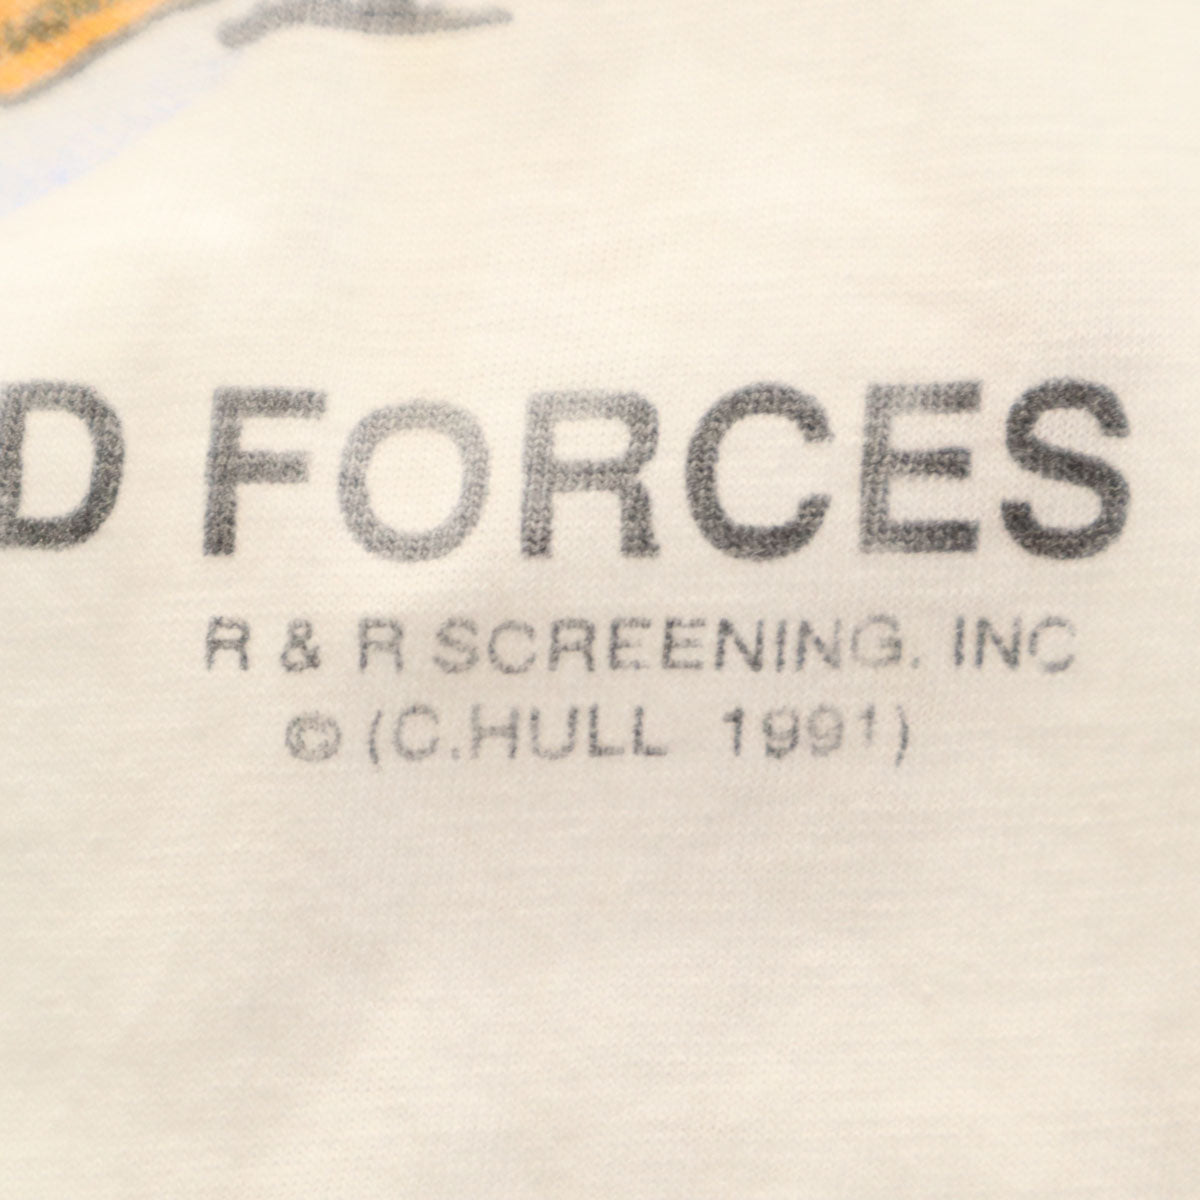 D FORCES
R & R SCREENING, INC
© (C.HULL 1991)